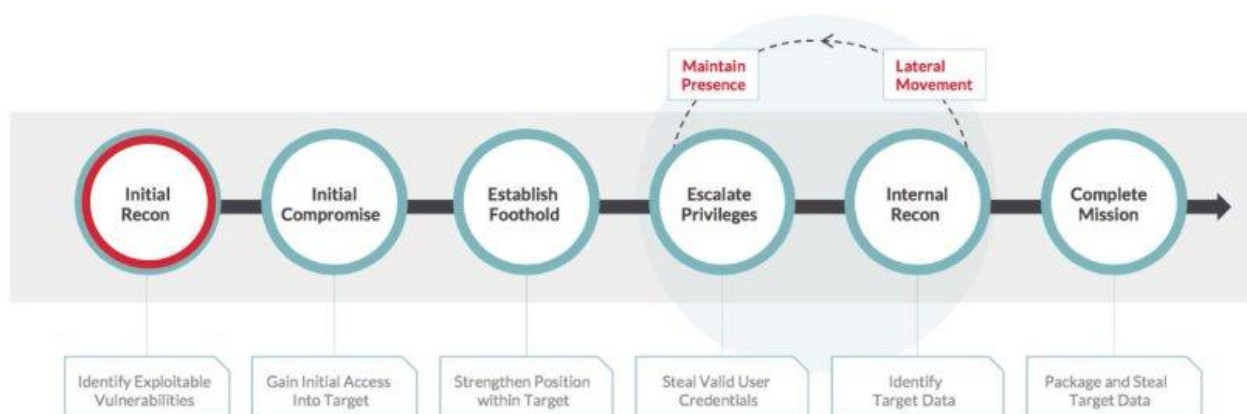 Maintain
Presence
Lateral
Movement
Initial
Recon
Initial
Compromise
Establish
Foothold
Escalate
Privileges
Internal
Recon
Complete
Mission
Identify Exploitable
Vulnerabilities
Gain Initial Access
Into Target
Strengthen Position
within Target
Steal Valid User
Credentials
Identify
Target Data
Package and Steal
Target Data